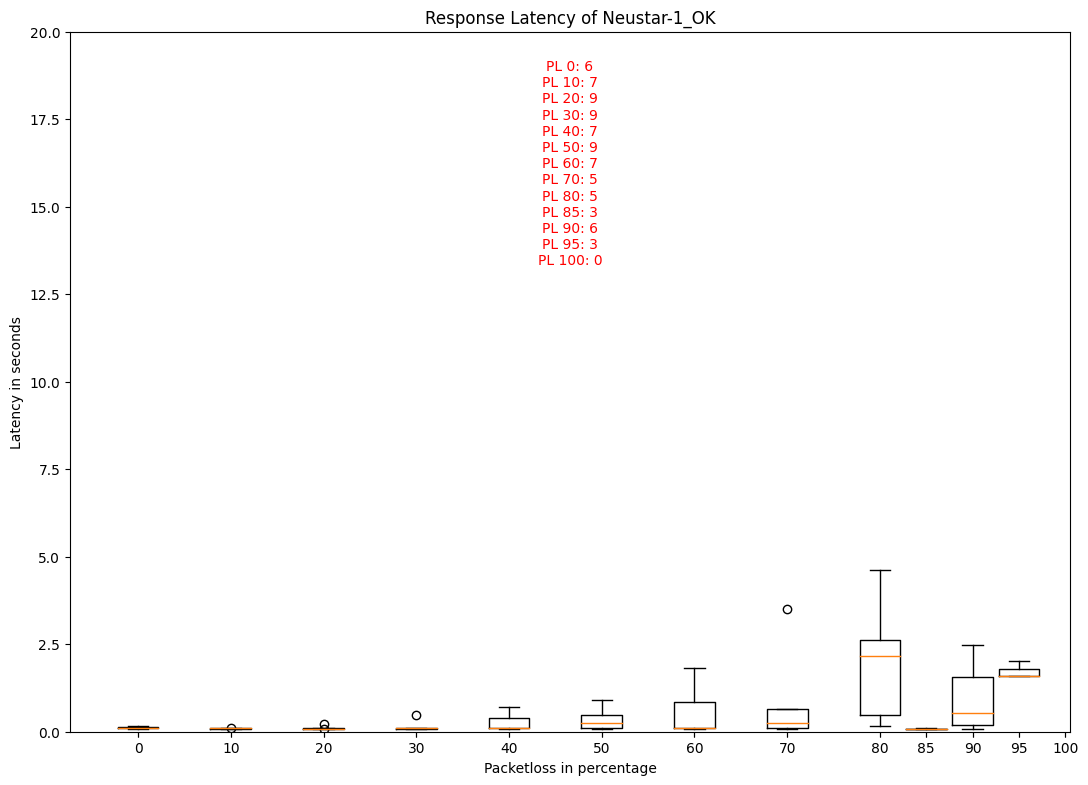 Response Latency of Neustar-1_OK
20.0
17.5
15.0
12.5
10.0
7.5
5.0
2.5
0.0
Latency in seconds
PL 0: 6
PL 10: 7
PL 20: 9
PL 30: 9
PL 40: 7
PL 50: 9
PL 60: 7
PL 70: 5
PL 80: 5
PL 85: 3
PL 90: 6
PL 95: 3
PL 100: 0
0 10 20 30 40 50 60 70 80 85 90 95 100
Packetloss in percentage